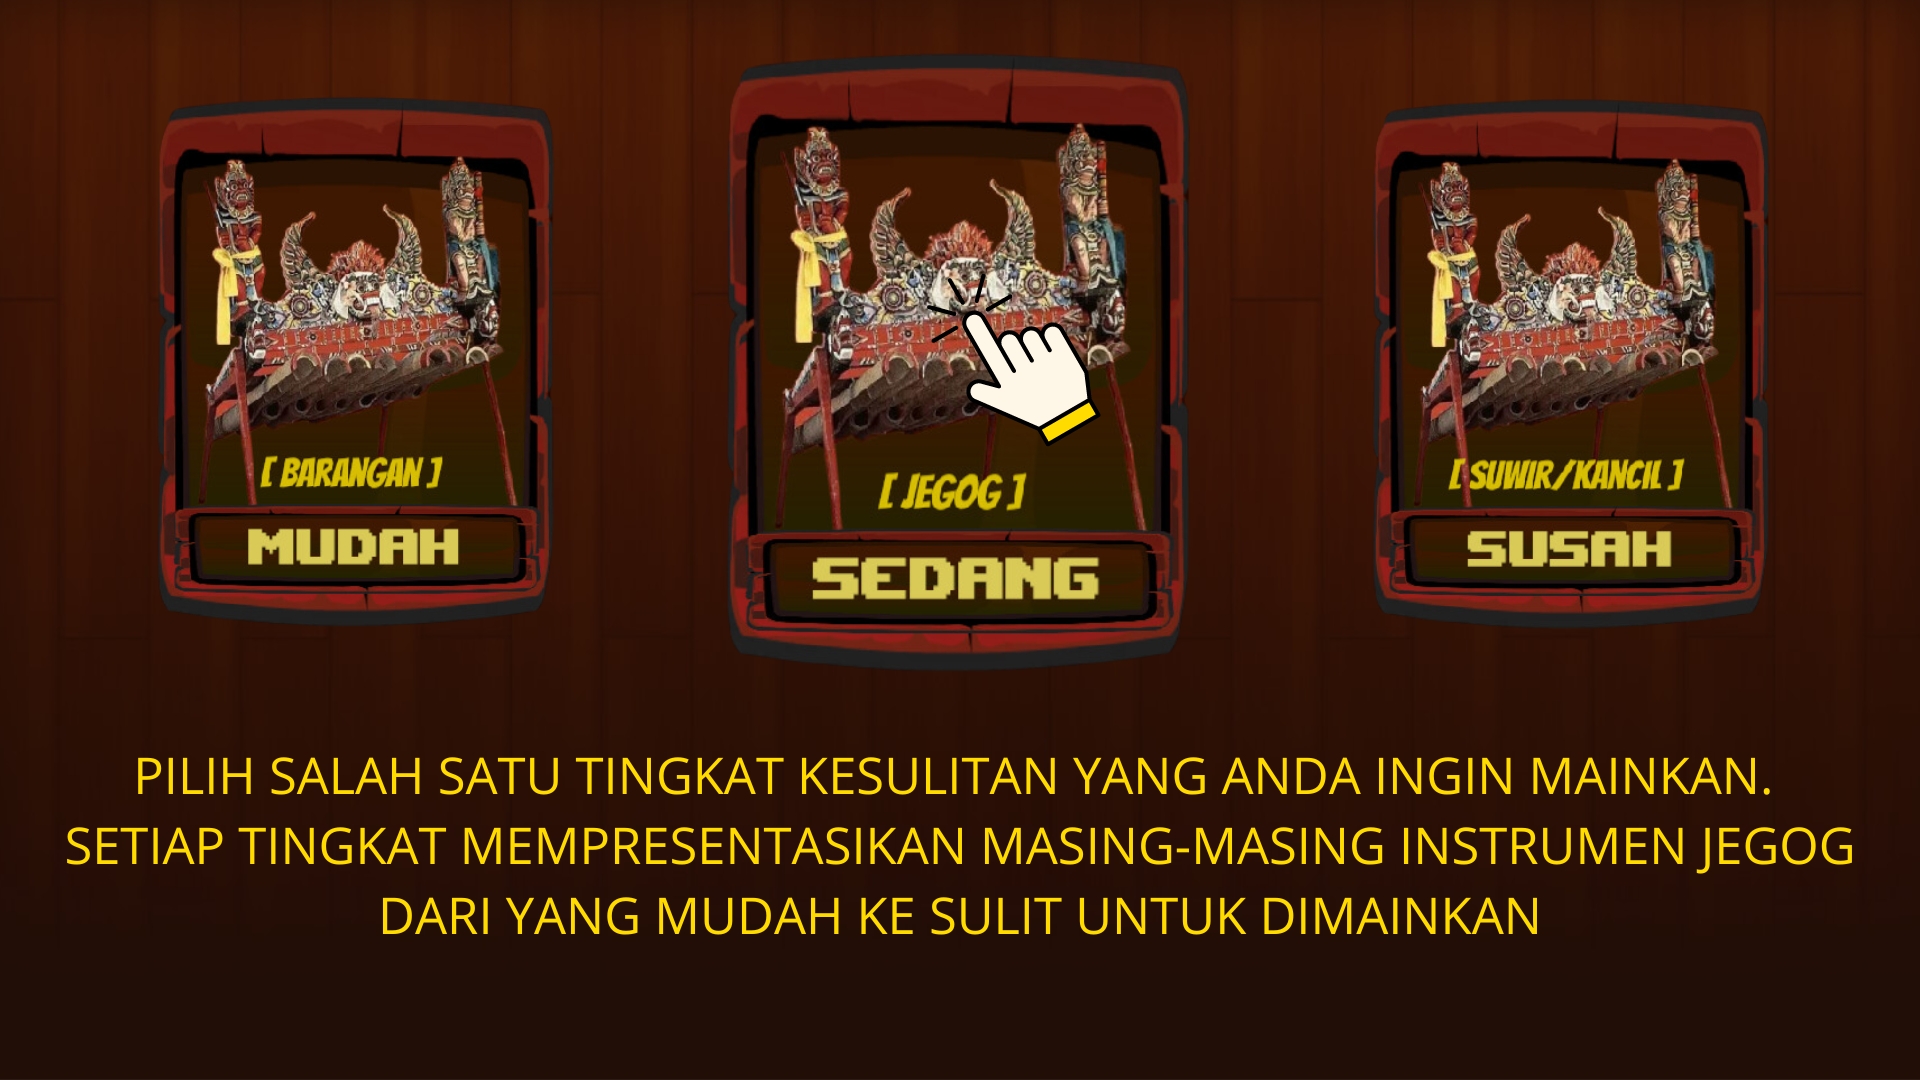 [ BARANGAN ]
MUDAH
[ JEGOG ]
SEDANG
[ SUWIR/KANCIL ]
SUSAH
PILIH SALAH SATU TINGKAT KESULITAN YANG ANDA INGIN MAINKAN.
SETIAP TINGKAT MEMPRESENTASIKAN MASING-MASING INSTRUMEN JEGOG
DARI YANG MUDAH KE SULIT UNTUK DIMAINKAN